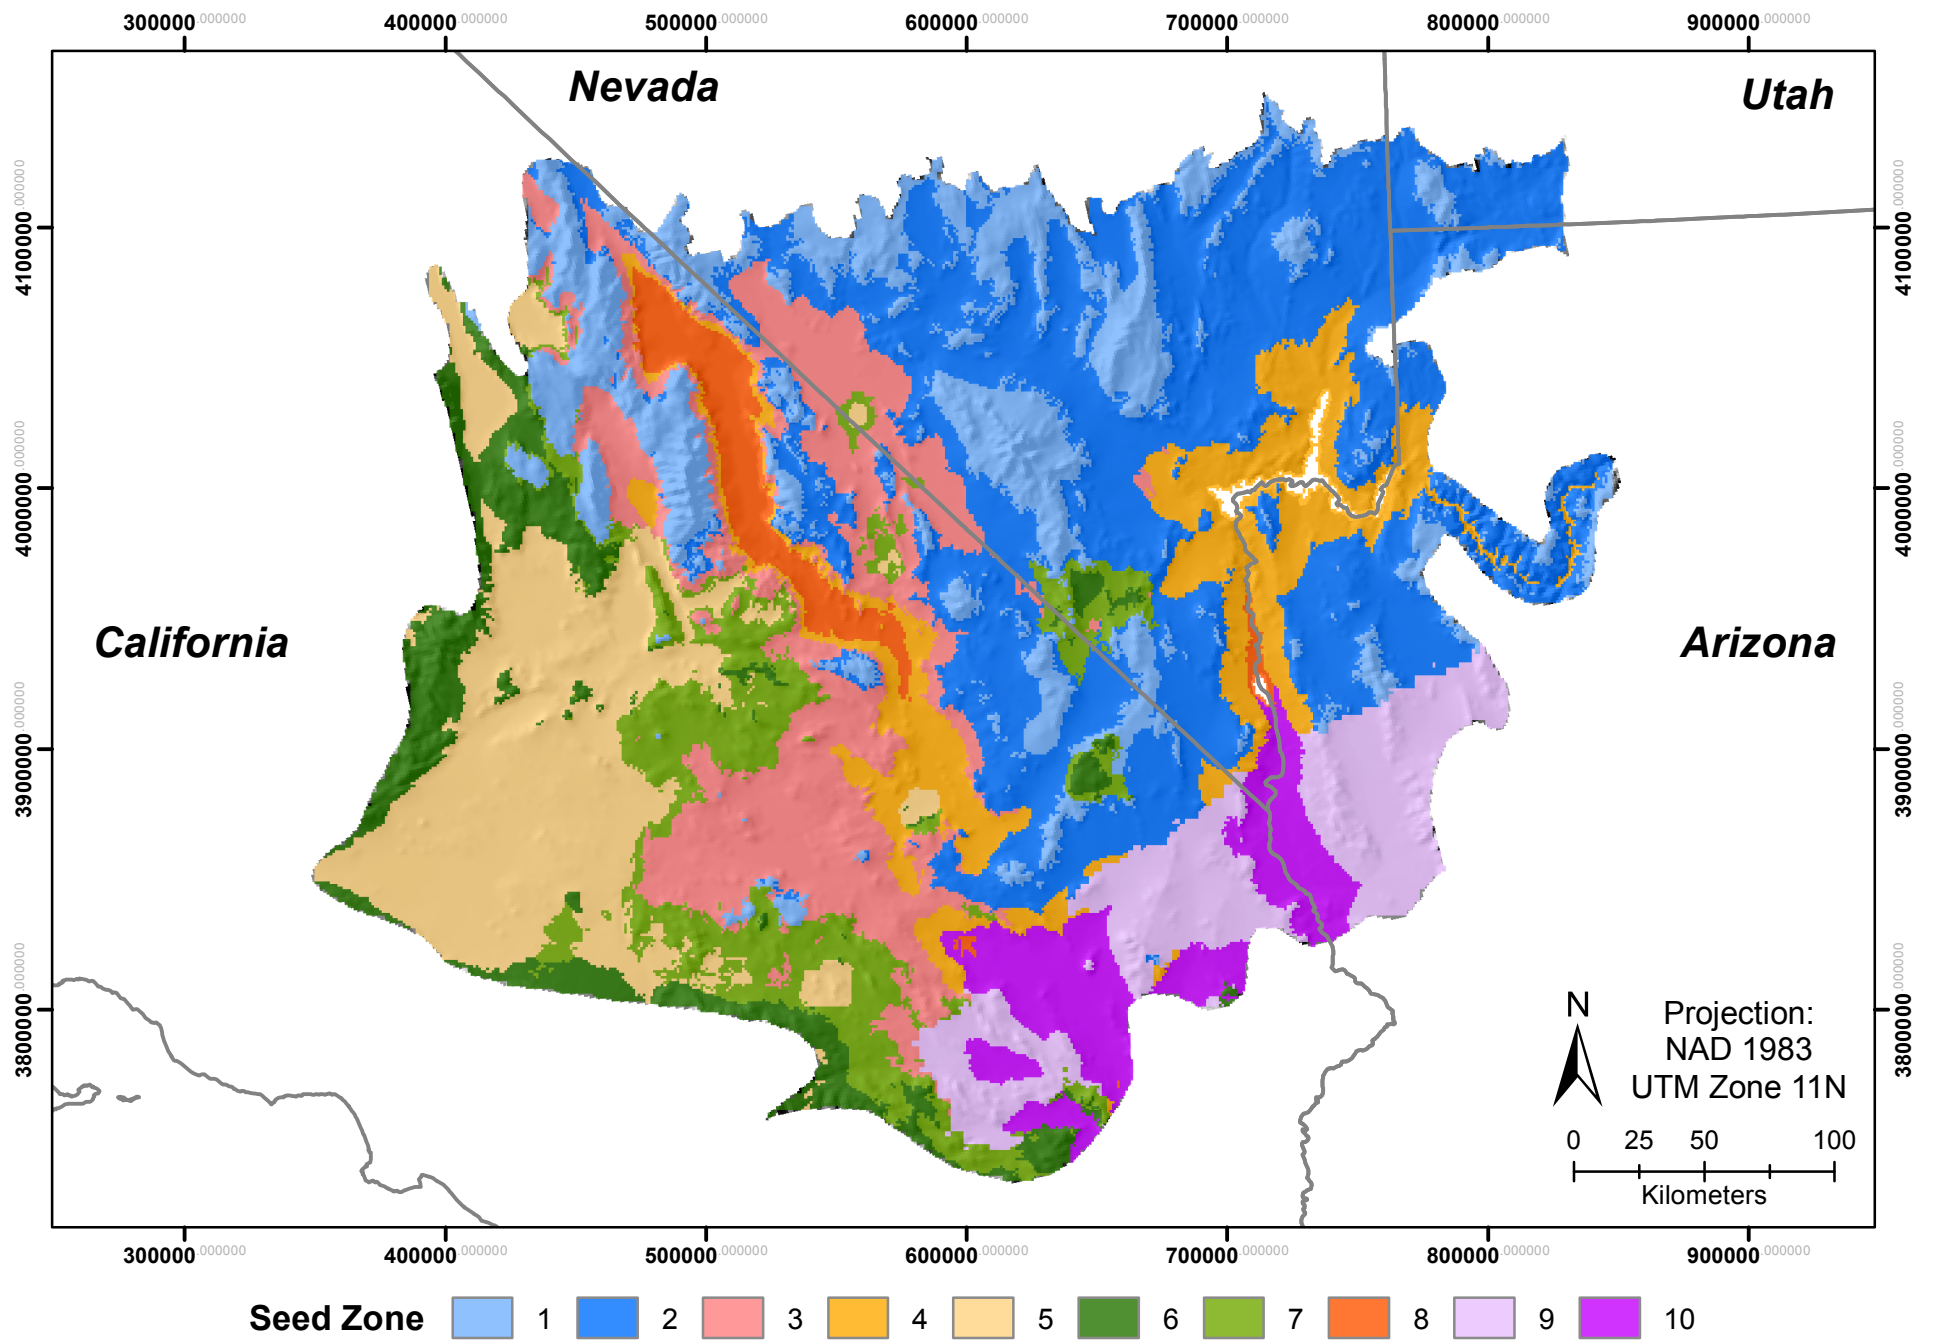 300000.000000 400000.000000 500000.000000 600000.000000 700000.000000 800000.000000 900000.000000
Nevada
Utah
4100000.000000
4100000.000000
4000000.000000
4000000.000000
California
Arizona
3900000.000000
3900000.000000
3800000.000000
3800000.000000
N
Projection:
NAD 1983
UTM Zone 11N
0 25 50 100
Kilometers
300000.000000 400000.000000 500000.000000 600000.000000 700000.000000 800000.000000 900000.000000
Seed Zone 1 2 3 4 5 6 7 8 9 10